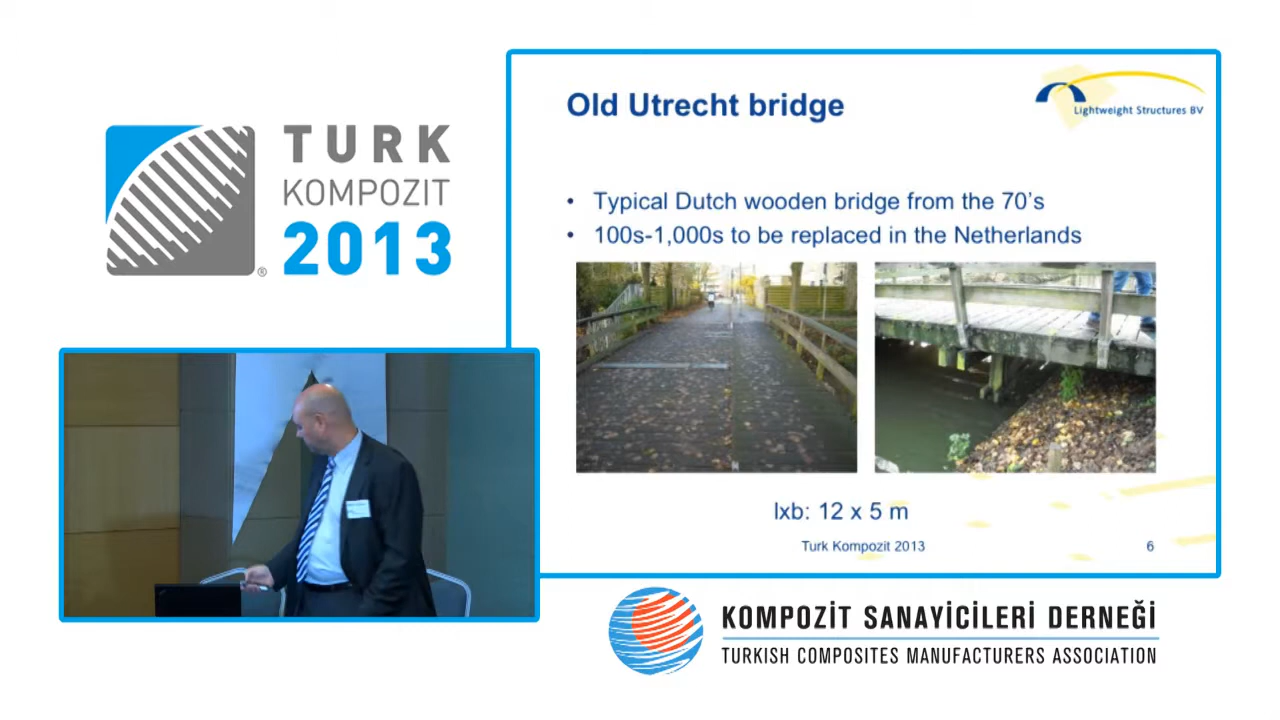 TURK
KOMPOZIT
2013
®
Old Utrecht bridge
Lightweight Structures BV
• Typical Dutch wooden bridge from the 70's
• 100s-1,000s to be replaced in the Netherlands
lxb: 12 x 5 m
Turk Kompozit 2013
6
KOMPOZİT SANAYİCİLERİ DERNEĞİ
TURKISH COMPOSITES MANUFACTURERS ASSOCIATION